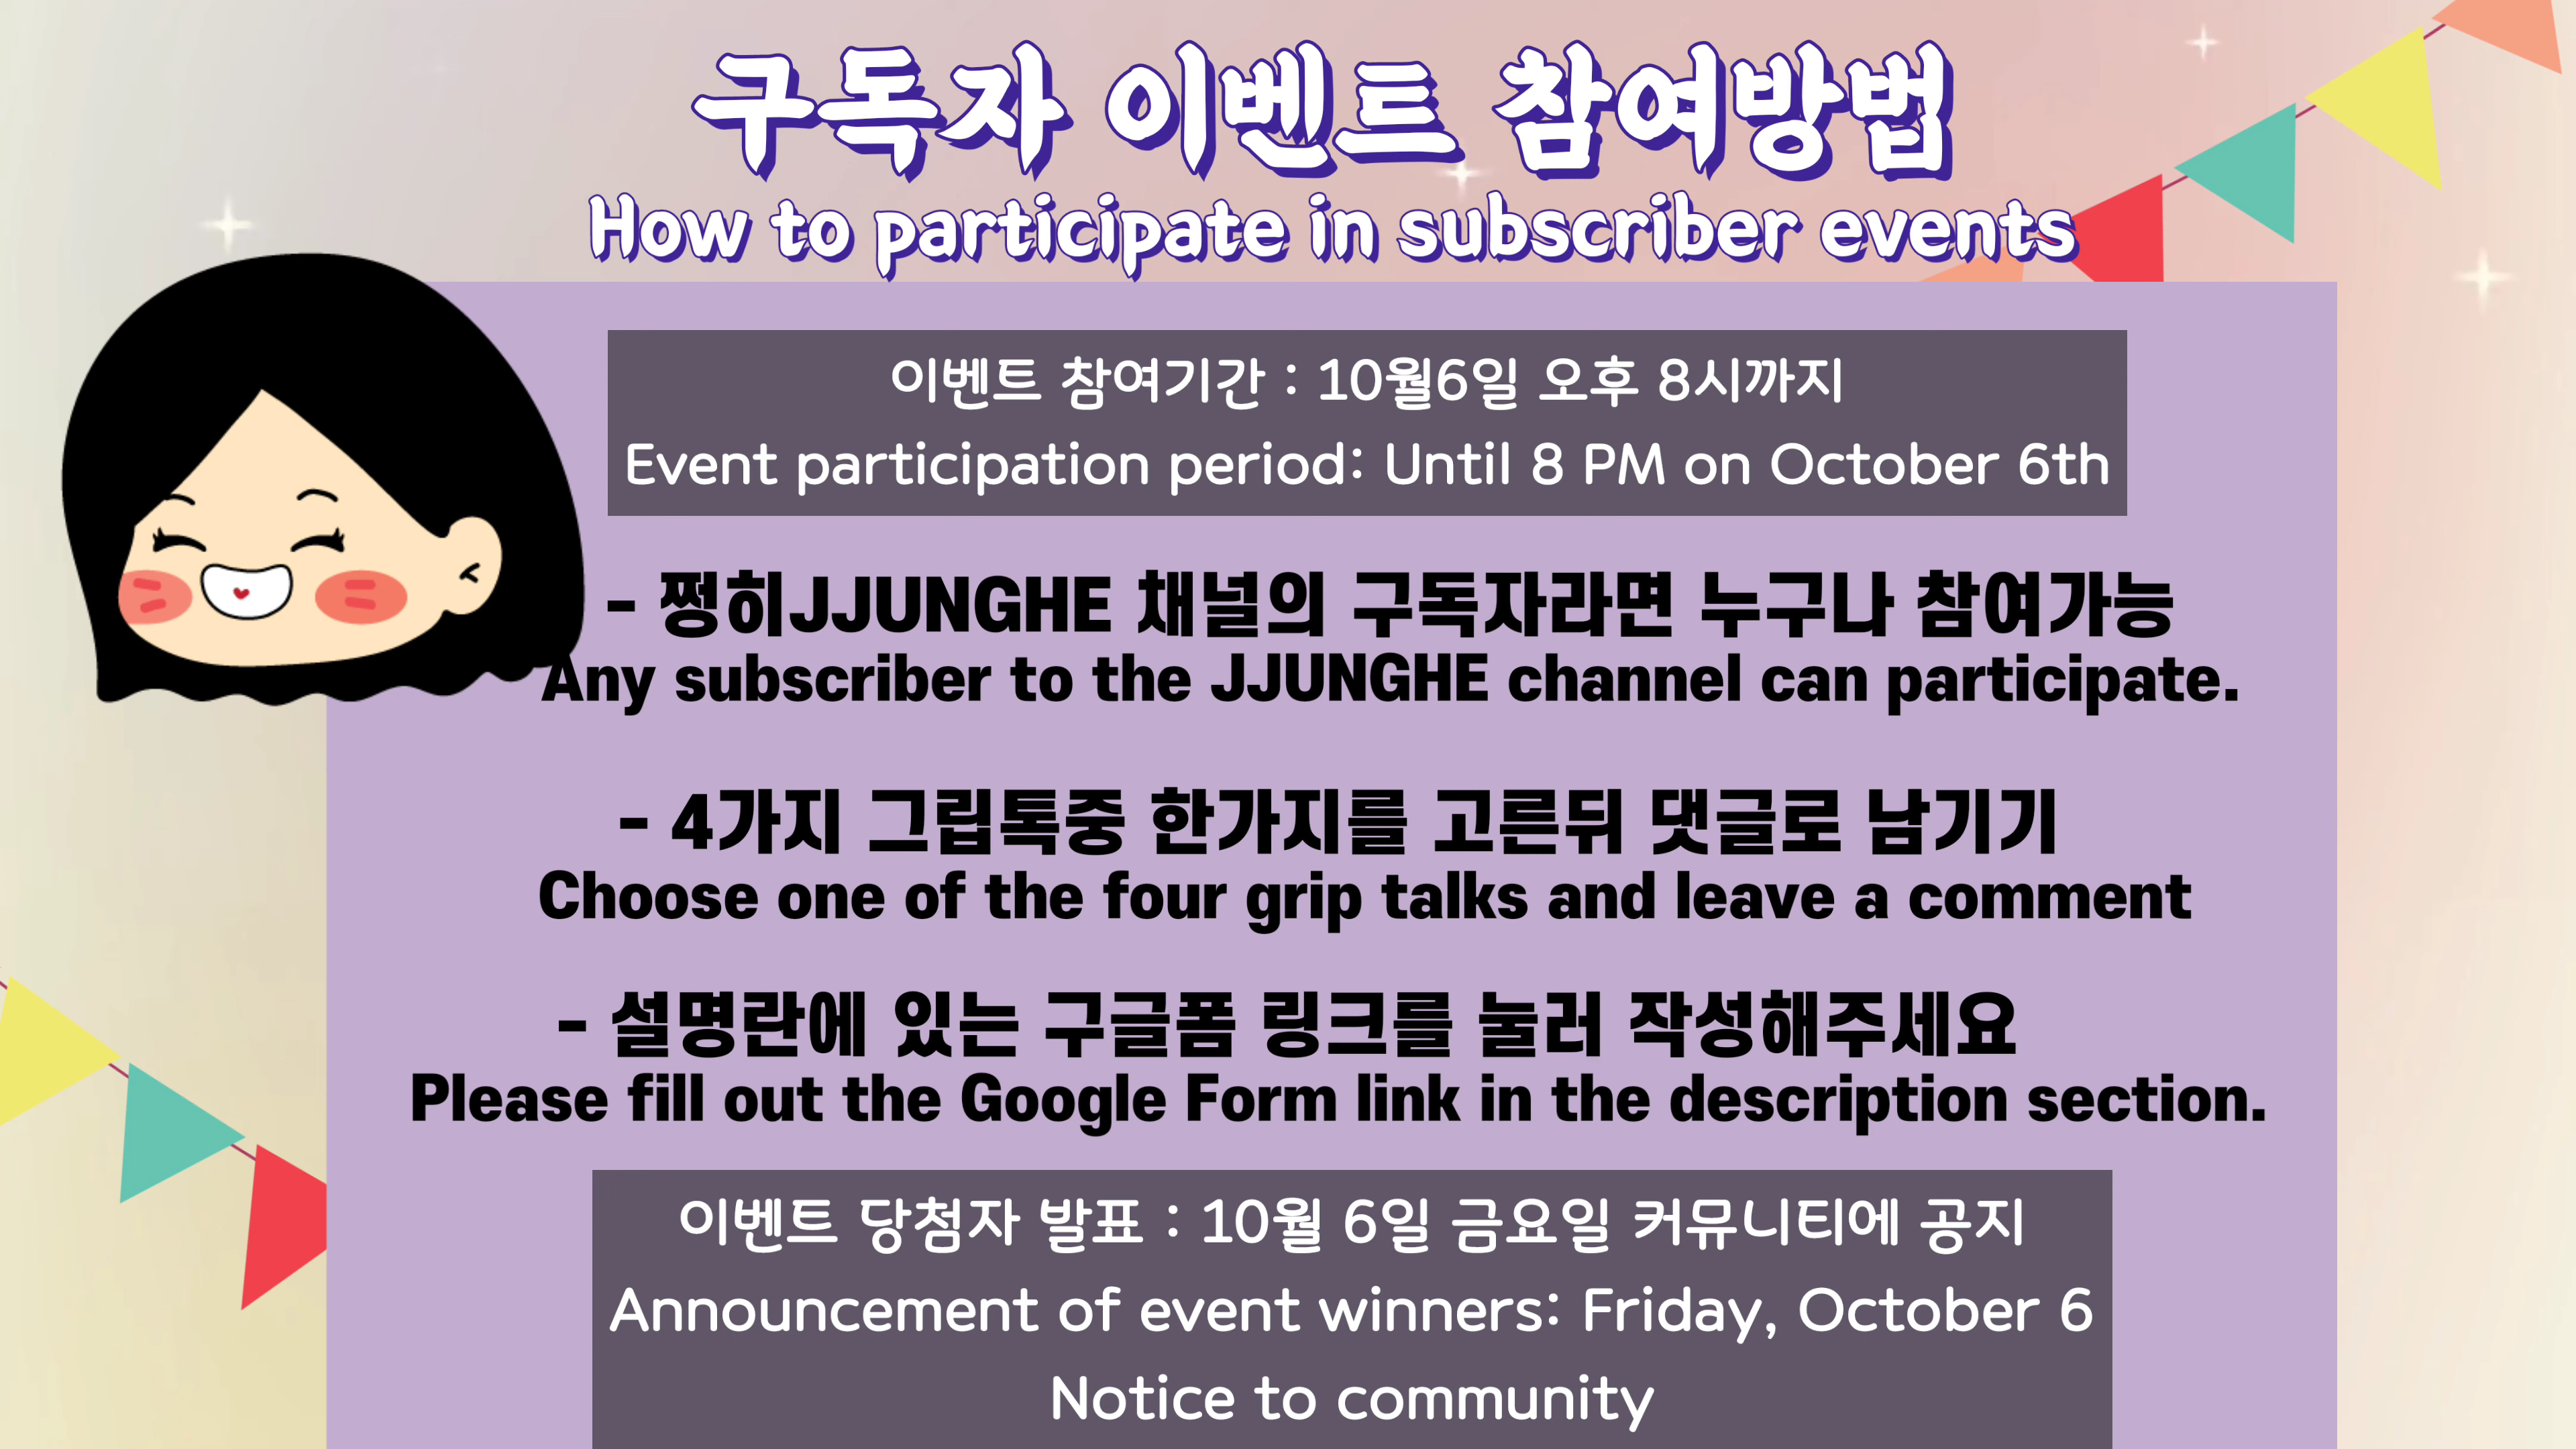 구독자 이벤트 참여방법
How to participate in subscriber events
이벤트 참여기간 : 10월6일 오후 8시까지
Event participation period: Until 8 PM on October 6th
- 쩡히JJUNGHE 채널의 구독자라면 누구나 참여가능
Any subscriber to the JJUNGHE channel can participate.
- 4가지 그립톡중 한가지를 고른뒤 댓글로 남기기
Choose one of the four grip talks and leave a comment
- 설명란에 있는 구글폼 링크를 눌러 작성해주세요
Please fill out the Google Form link in the description section.
이벤트 당첨자 발표 : 10월 6일 금요일 커뮤니티에 공지
Announcement of event winners: Friday, October 6
Notice to community